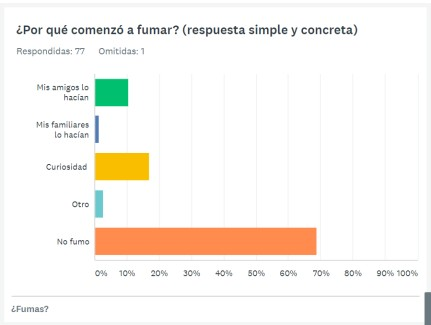 ¿Por qué comenzó a fumar? (respuesta simple y concreta)
Respondidas: 77 Omitidas: 1
Mis amigos lo
hacían
Mis familiares
lo hacían
Curiosidad
Otro
No fumo
0% 10% 20% 30% 40% 50% 60% 70% 80% 90% 100%
¿Fumas?